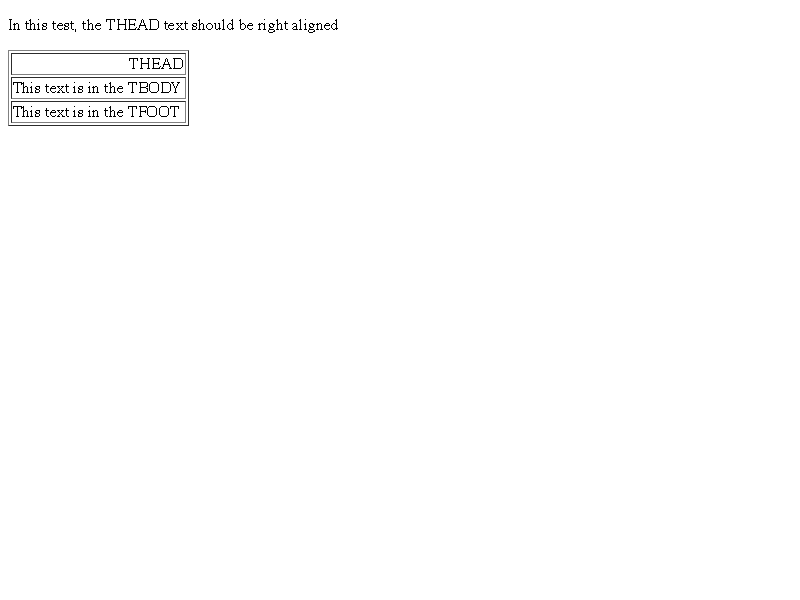 In this test, the THEAD text should be right aligned
THEAD
This text is in the TBODY
This text is in the TFOOT